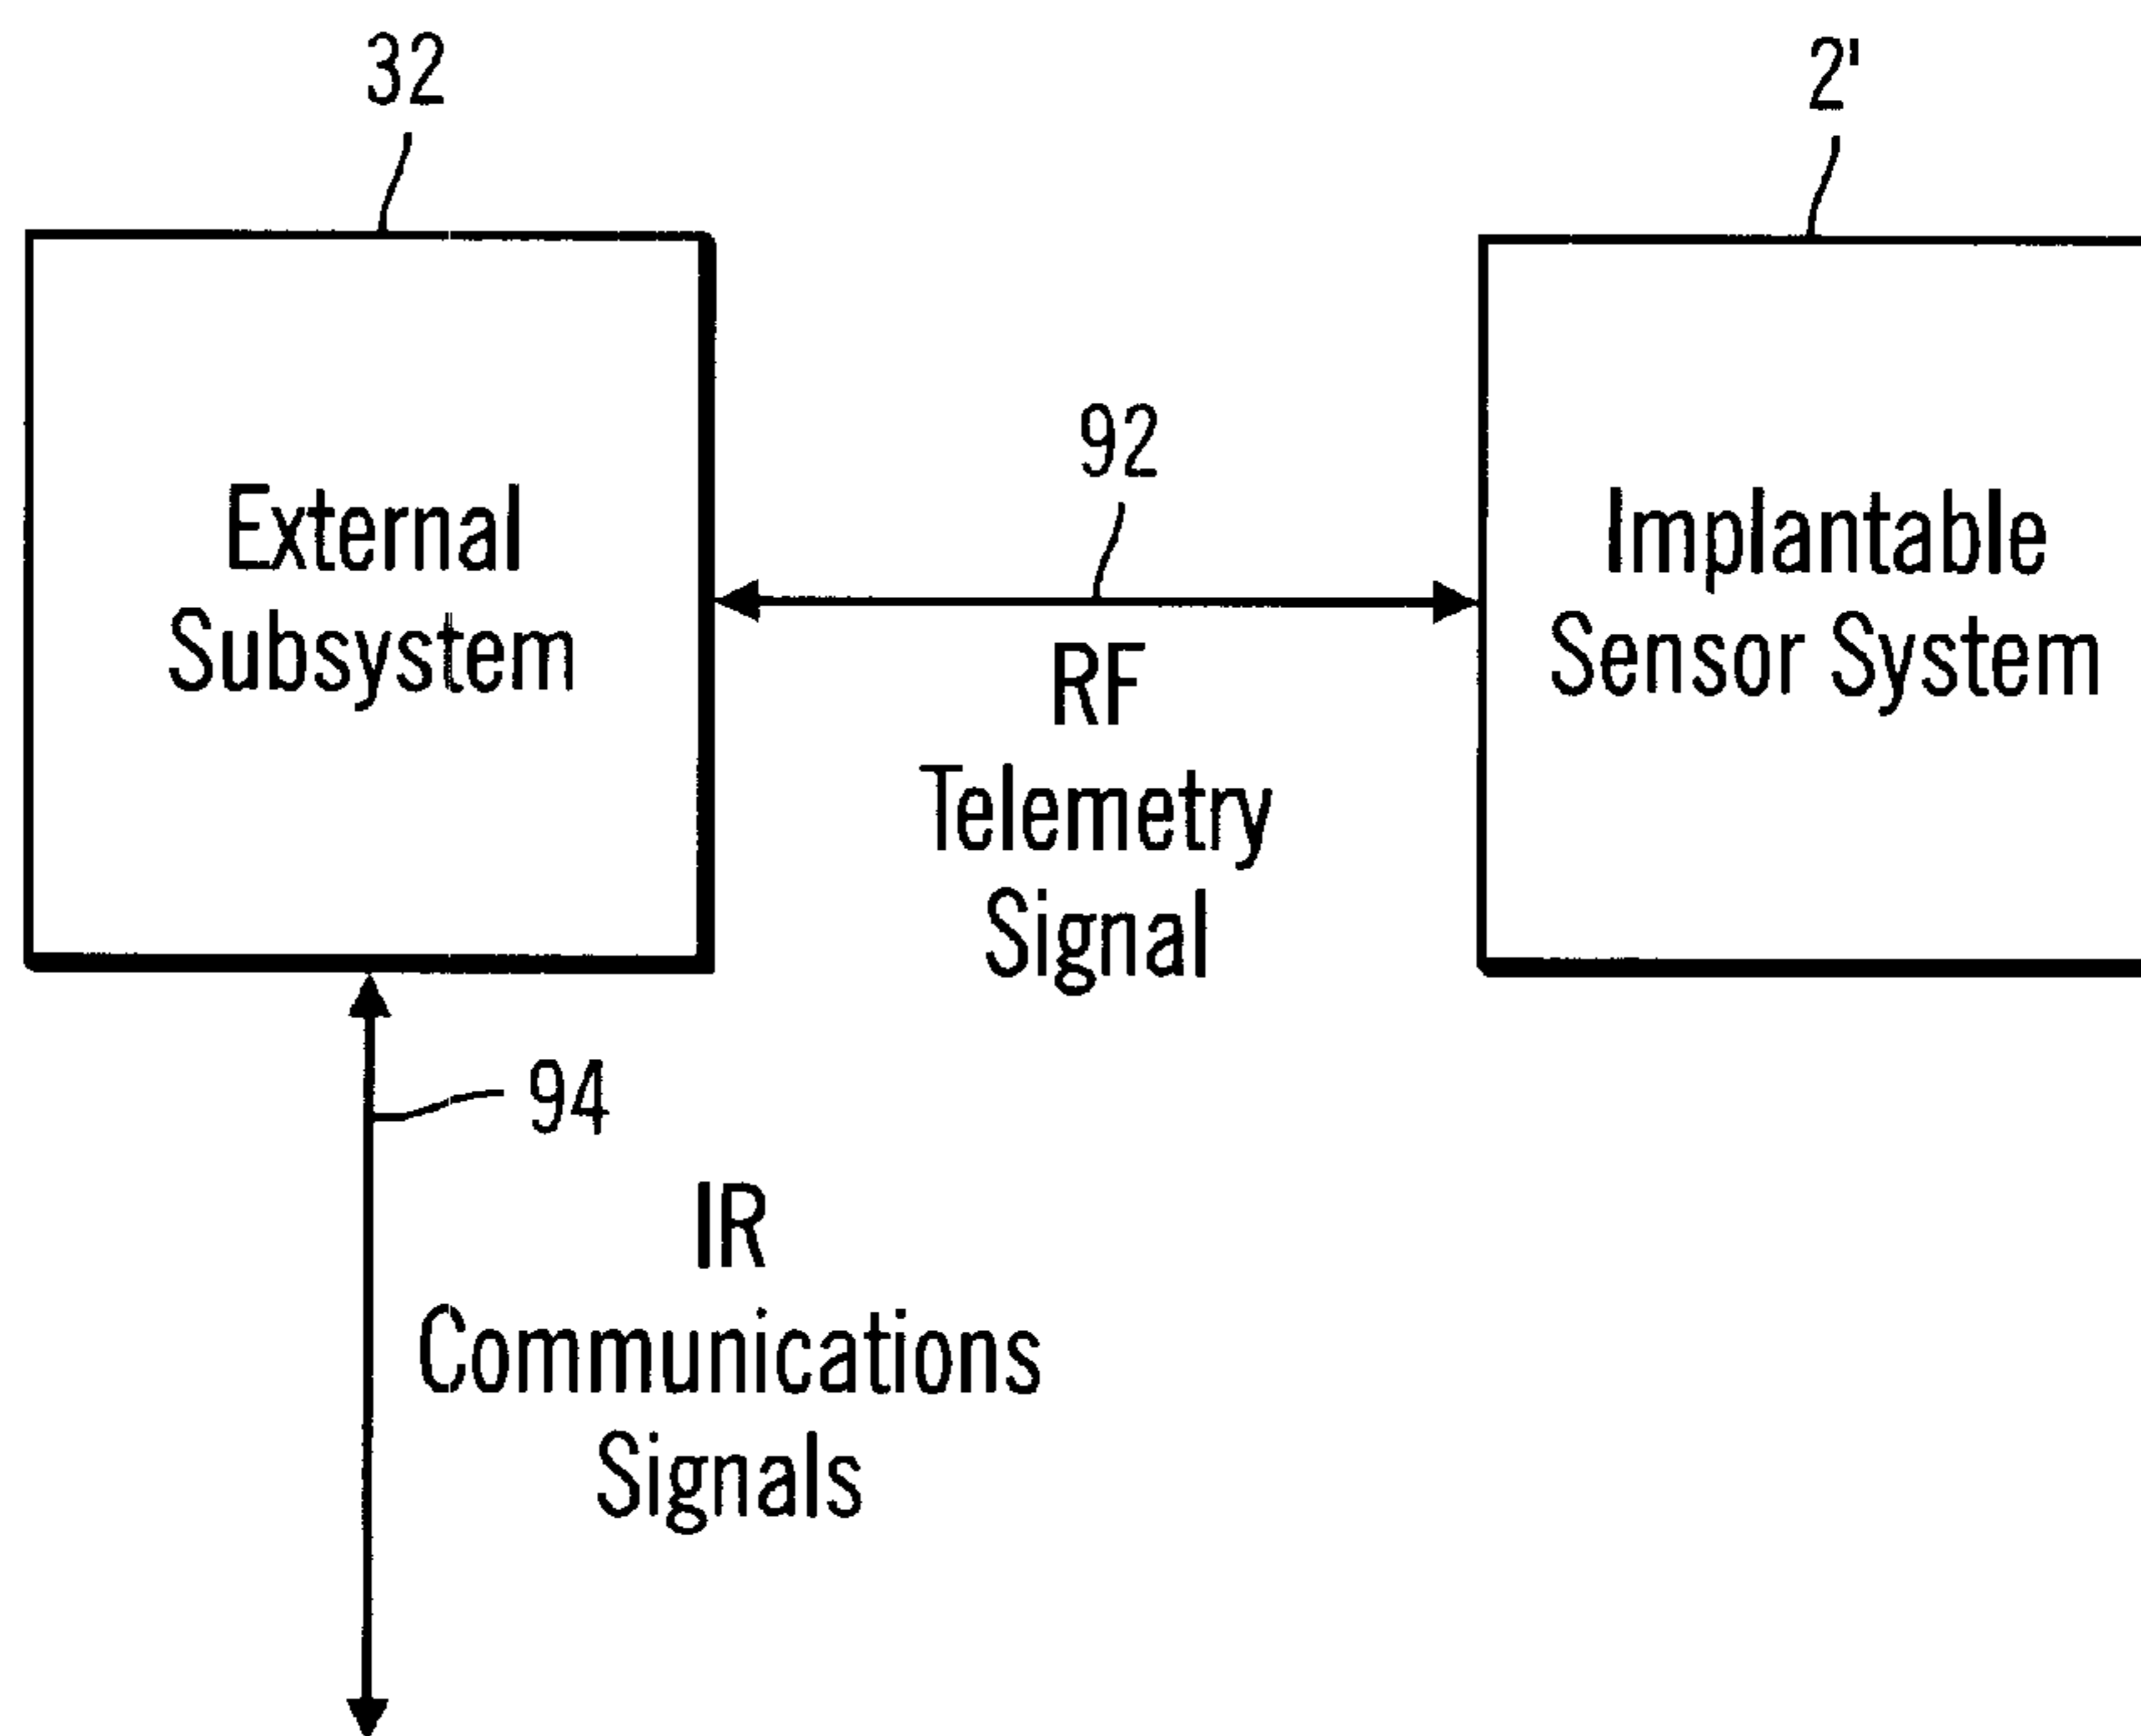 32
2'
External
Subsystem
92
RF
Telemetry
Signal
Implantable
Sensor System
94
IR
Communications
Signals